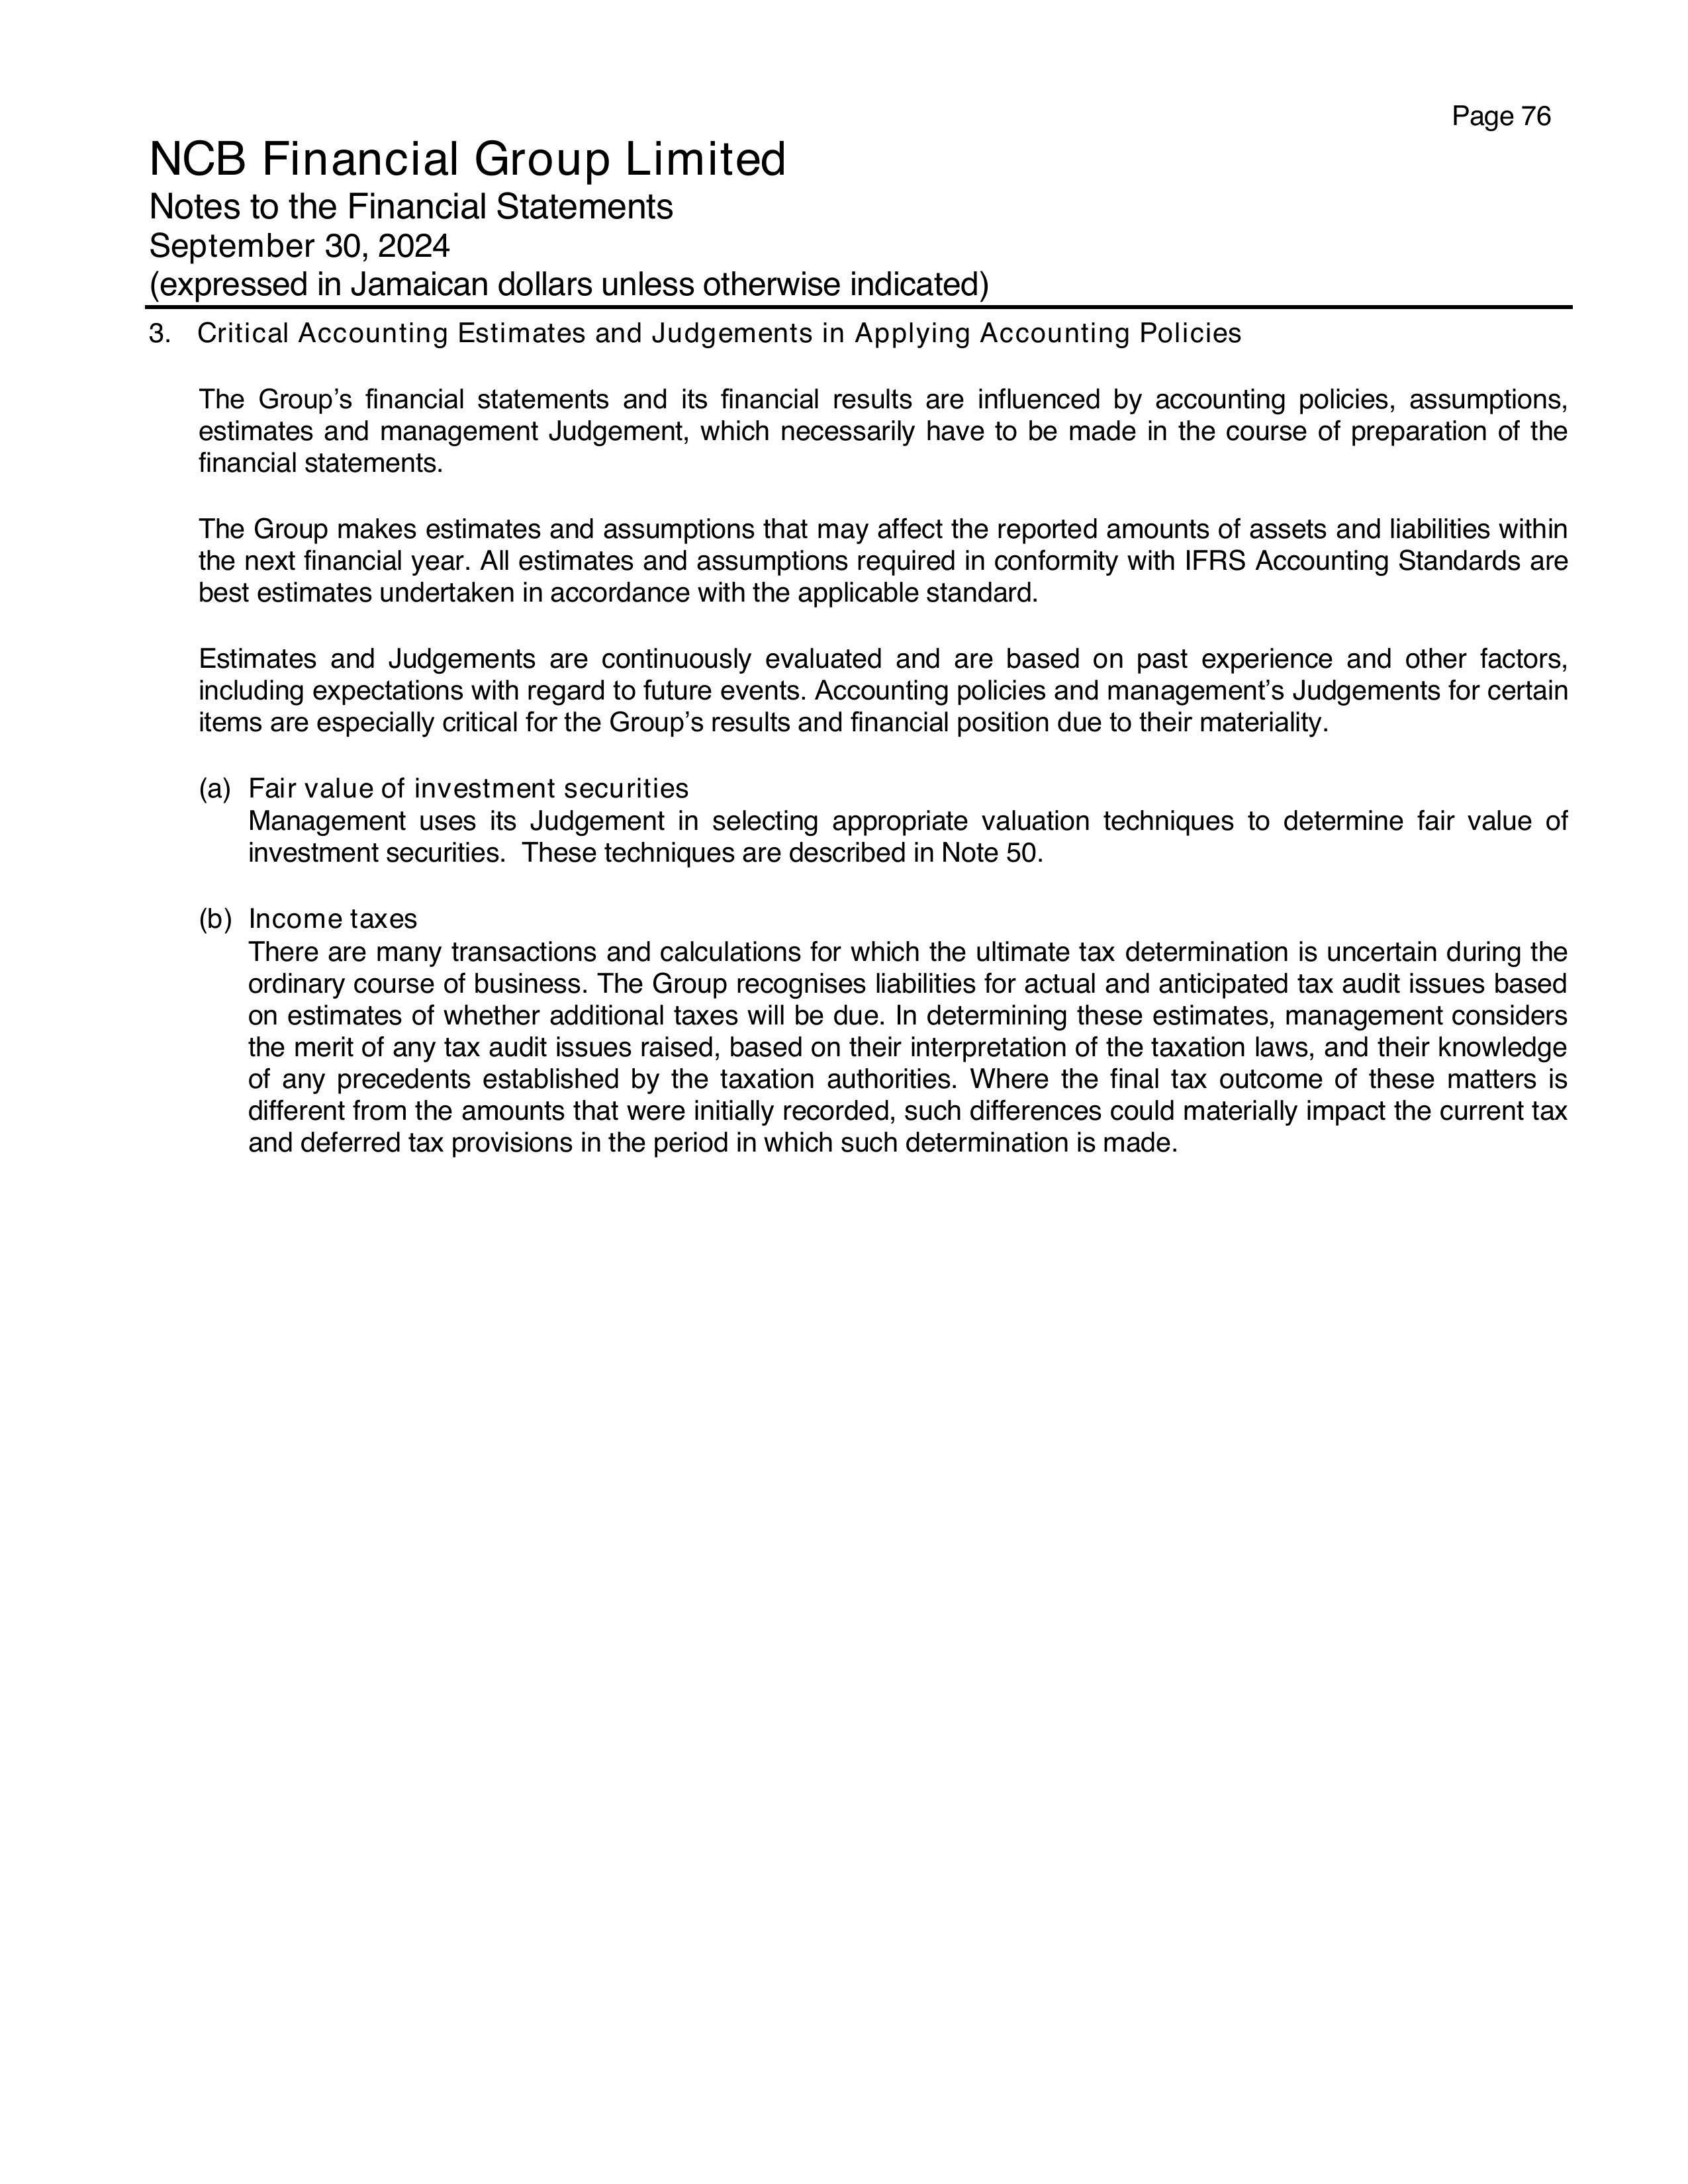 Page 76
NCB Financial Group Limited
Notes to the Financial Statements
September 30, 2024
(expressed in Jamaican dollars unless otherwise indicated)
3. Critical Accounting Estimates and Judgements in Applying Accounting Policies
The Group’s financial statements and its financial results are influenced by accounting policies, assumptions,
estimates and management Judgement, which necessarily have to be made in the course of preparation of the
financial statements.
The Group makes estimates and assumptions that may affect the reported amounts of assets and liabilities within
the next financial year. All estimates and assumptions required in conformity with IFRS Accounting Standards are
best estimates undertaken in accordance with the applicable standard.
Estimates and Judgements are continuously evaluated and are based on past experience and other factors,
including expectations with regard to future events. Accounting policies and management’s Judgements for certain
items are especially critical for the Group’s results and financial position due to their materiality.
(a) Fair value of investment securities
Management uses its Judgement in selecting appropriate valuation techniques to determine fair value of
investment securities. These techniques are described in Note 50.
(b) Income taxes
There are many transactions and calculations for which the ultimate tax determination is uncertain during the
ordinary course of business. The Group recognises liabilities for actual and anticipated tax audit issues based
on estimates of whether additional taxes will be due. In determining these estimates, management considers
the merit of any tax audit issues raised, based on their interpretation of the taxation laws, and their knowledge
of any precedents established by the taxation authorities. Where the final tax outcome of these matters is
different from the amounts that were initially recorded, such differences could materially impact the current tax
and deferred tax provisions in the period in which such determination is made.